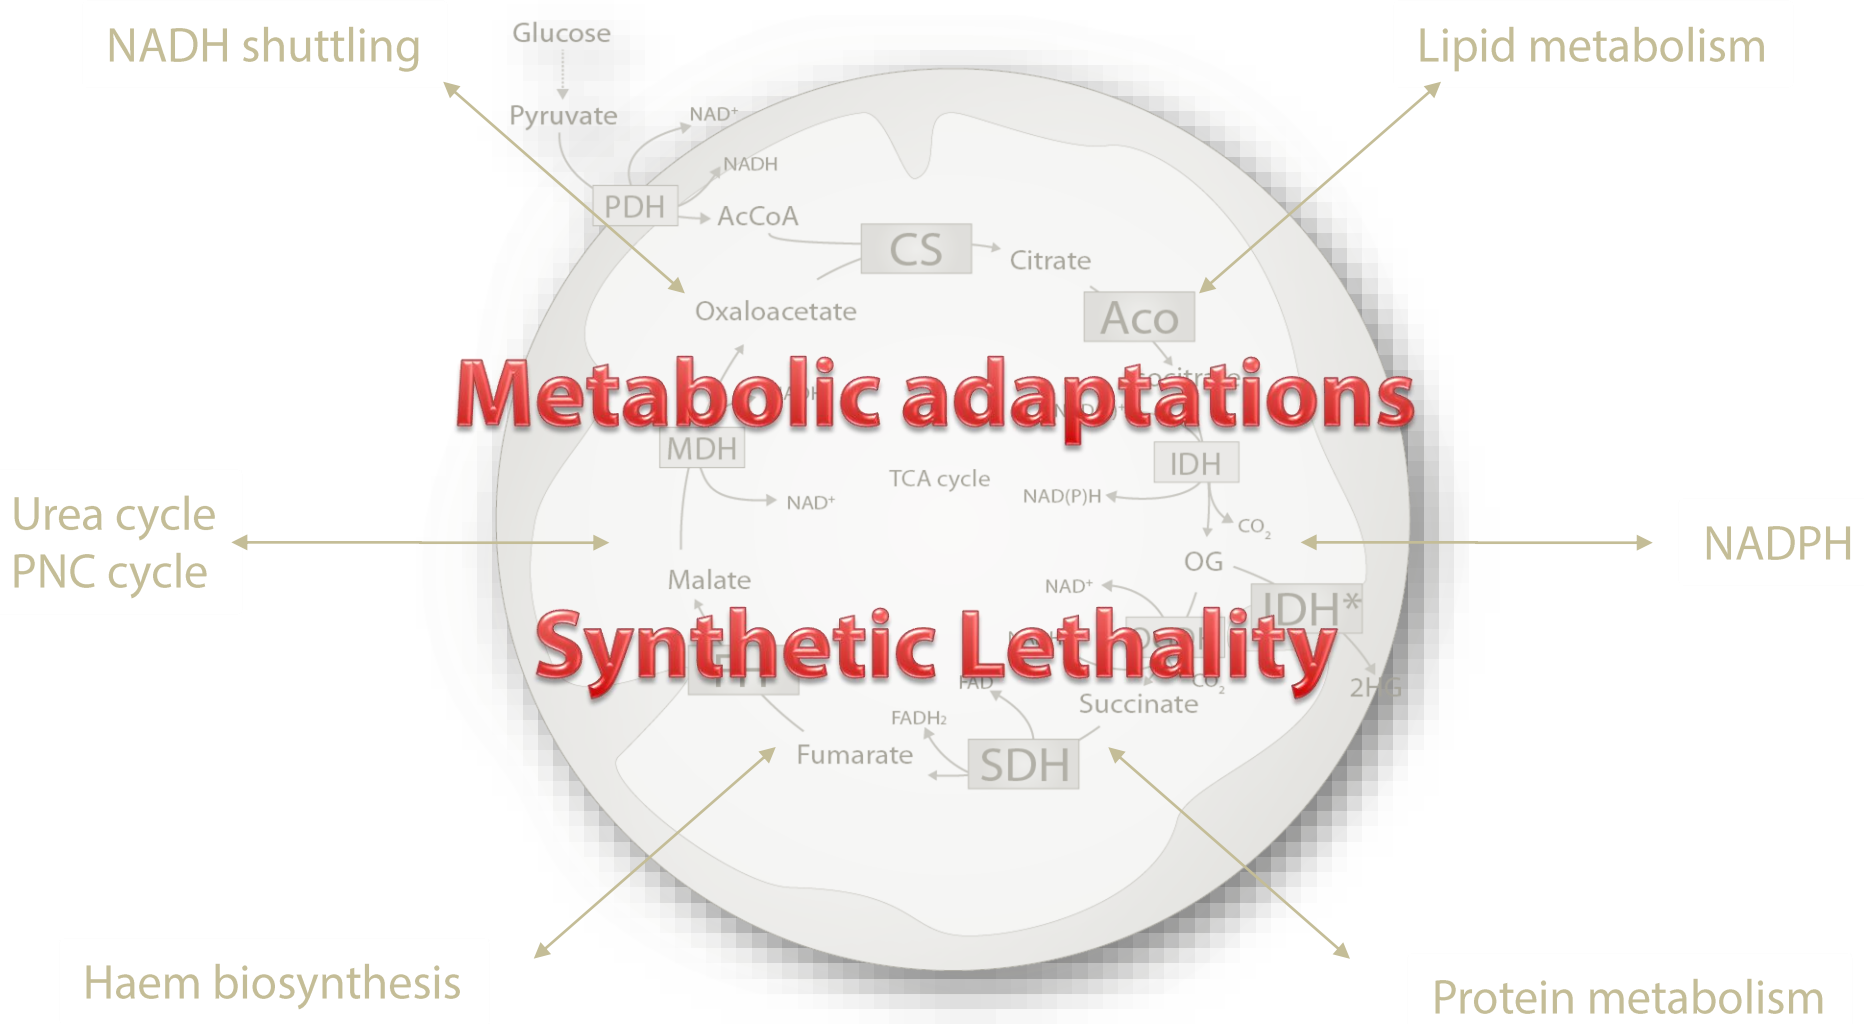 NADH shuttling
Glucose
Lipid metabolism
Pyruvate
NAD⁺
NADH
PDH
AcCoA
CS
Citrate
Oxaloacetate
Aco
Metabolic adaptations
MDH
IDH
TCA cycle
NAD(P)H
NAD⁺
Urea cycle
PNC cycle
CO₂
NADPH
OG
Malate
NAD⁺
IDH*
Synthetic Lethality
FAD
CO₂
2HG
Succinate
FADH₂
Fumarate
SDH
Haem biosynthesis
Protein metabolism